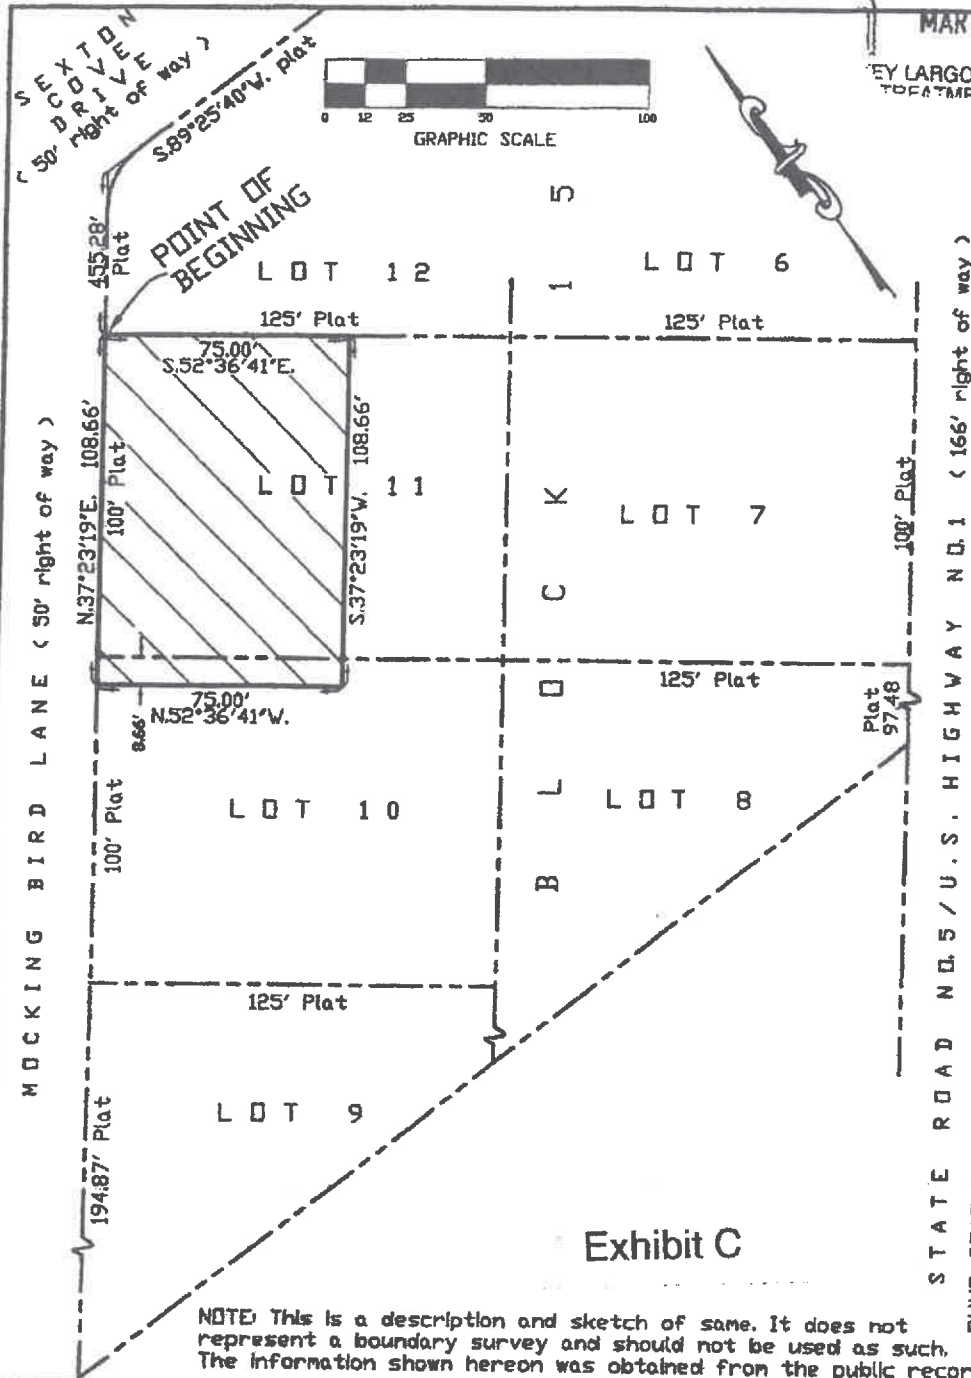 MAR
EY LARGO
TREATME
SEXTON
COVE
DRIVE
( 50' right of way )
S.89°25'40"W. plat
0 12 25 50 100
GRAPHIC SCALE
455.28'
Plat
POINT OF
BEGINNING
LOT 12
LOT 6
125' Plat
125' Plat
75.00'
S.52°36'41"E.
N.37°23'19"E. 108.66'
100' Plat
S.37°23'19"W. 108.66'
LOT 11
LOT 7
100' Plat
BLOCK 15
125' Plat
Plat
97.48
75.00'
N.52°36'41"W.
8.66'
100' Plat
LOT 10
LOT 8
125' Plat
LOT 9
194.87' Plat
MOCKING BIRD LANE ( 50' right of way )
STATE ROAD NO.5/U.S. HIGHWAY NO.1 ( 166' right of way )
Exhibit C
NOTE: This is a description and sketch of same. It does not
represent a boundary survey and should not be used as such.
The information shown hereon was obtained from the public recor